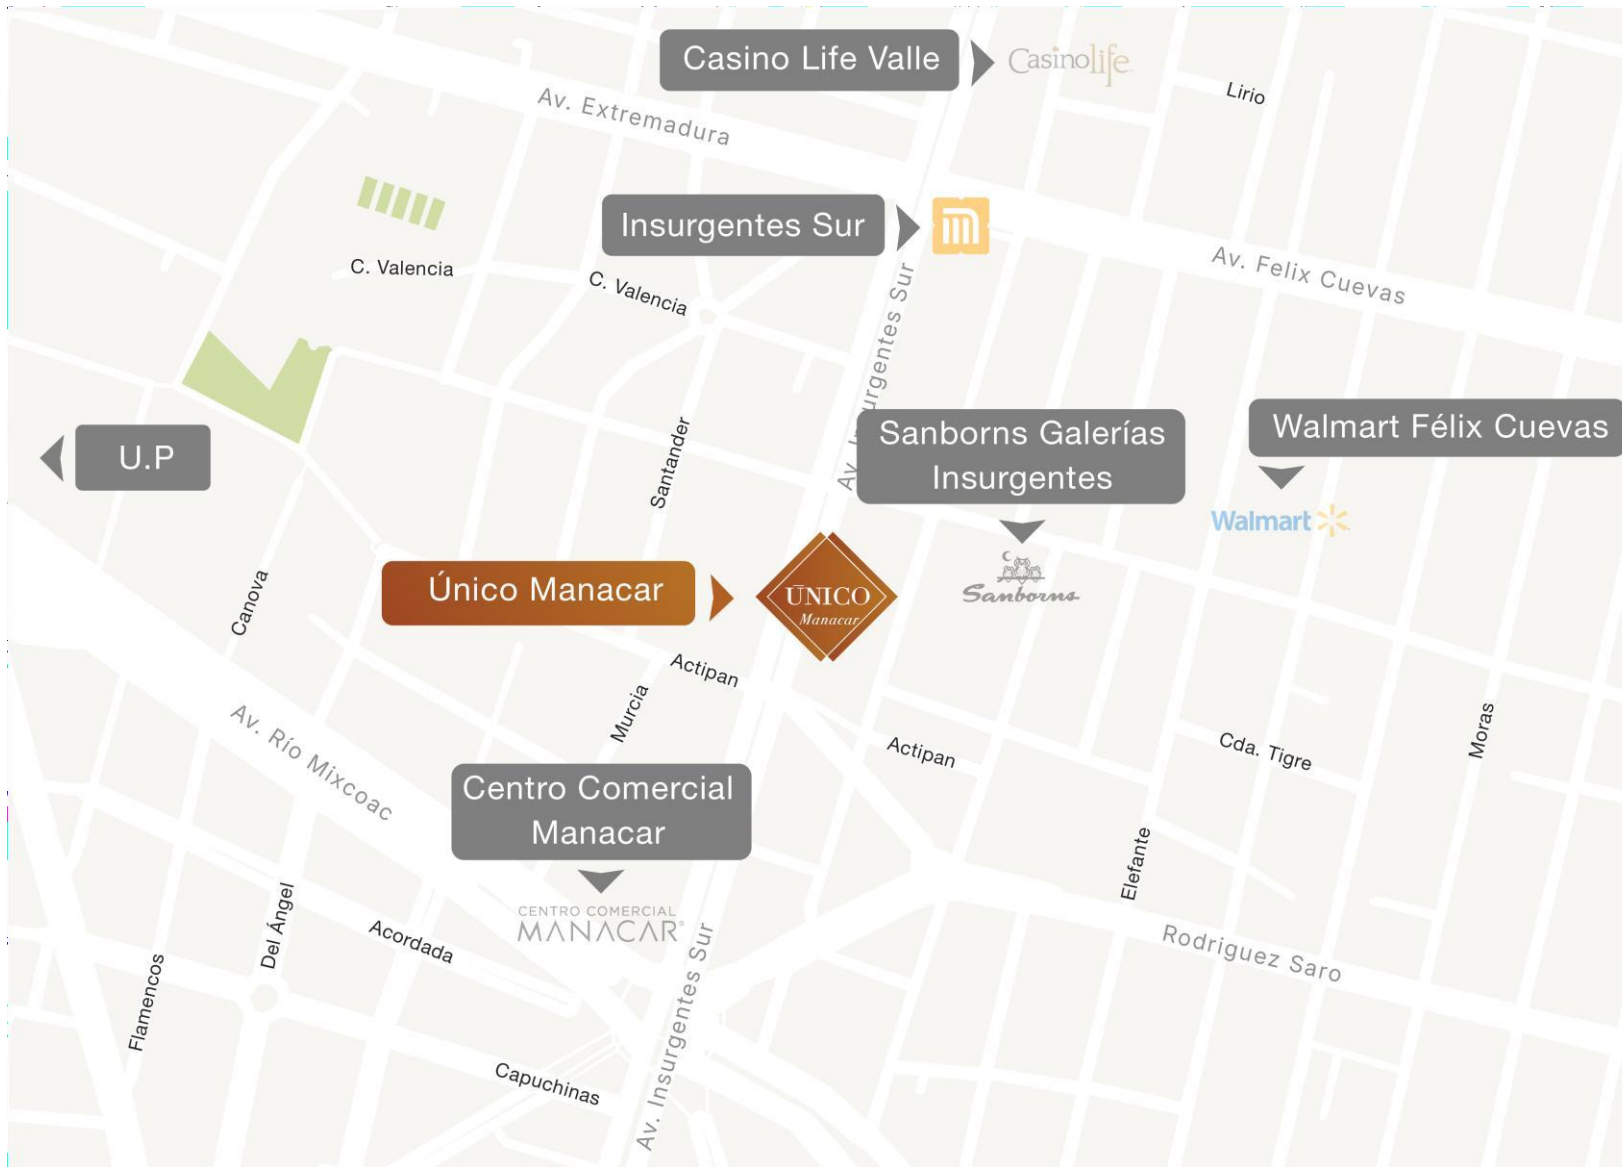 Casino Life Valle
Casinolife
Lirio
Av. Extremadura
Insurgentes Sur
Av. Felix Cuevas
C. Valencia
C. Valencia
Av. Insurgentes Sur
Walmart Félix Cuevas
Sanborns Galerías
Insurgentes
U.P
Santander
Walmart
Sanborns
Único Manacar
ŪNICO
Manacar
Canova
Actipan
Murcia
Av. Río Mixcoac
Actipan
Cda. Tigre
Moras
Centro Comercial
Manacar
Elefante
CENTRO COMERCIAL
MANACAR®
Del Ángel
Acordada
Rodriguez Saro
Flamencos
Av. Insurgentes Sur
Capuchinas